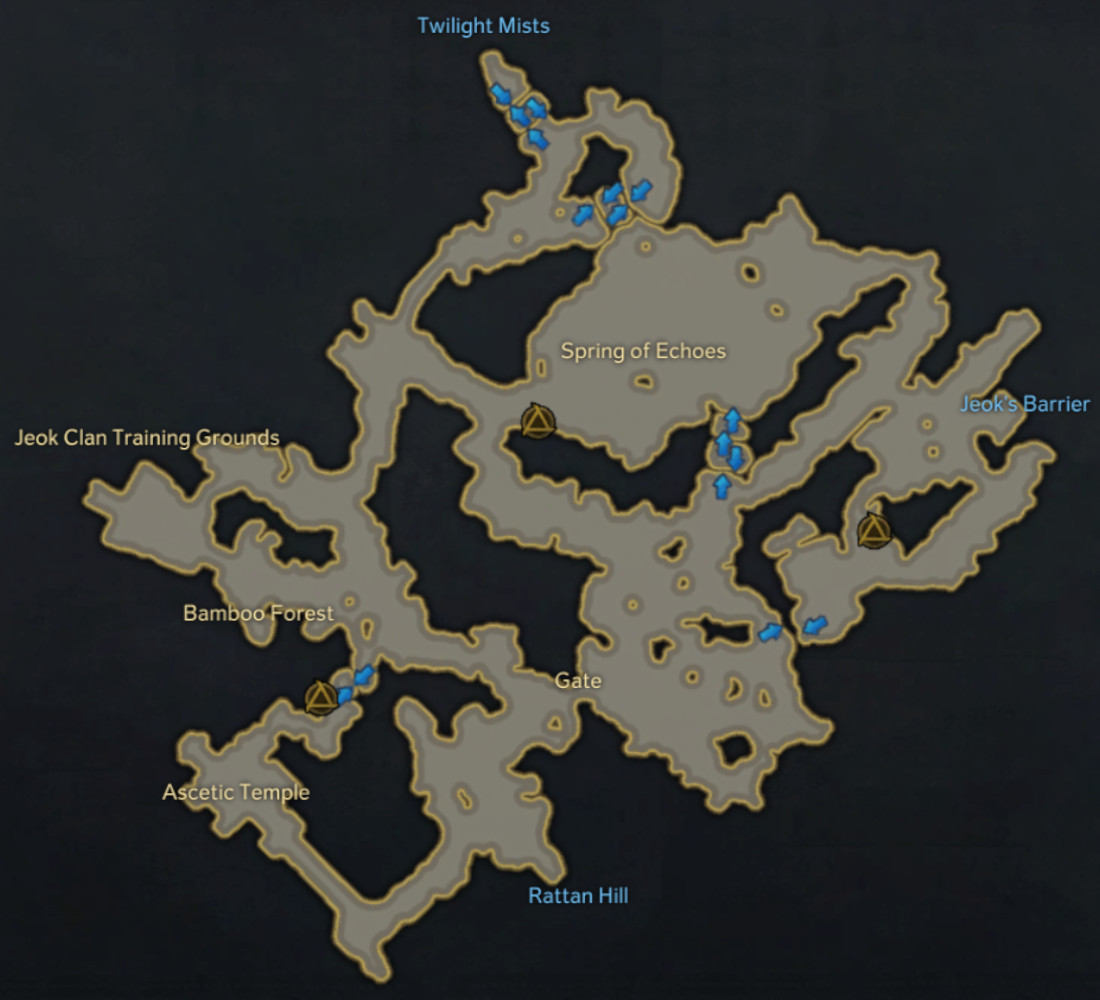 Twilight Mists
Spring of Echoes
Jeok's Barrier
Jeok Clan Training Grounds
Bamboo Forest
Gate
Ascetic Temple
Rattan Hill